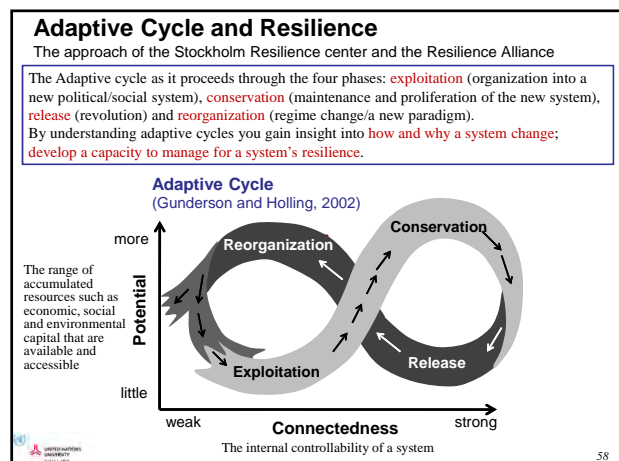 Adaptive Cycle and Resilience
The approach of the Stockholm Resilience center and the Resilience Alliance
The Adaptive cycle as it proceeds through the four phases: exploitation (organization into a
new political/social system), conservation (maintenance and proliferation of the new system),
release (revolution) and reorganization (regime change/a new paradigm).
By understanding adaptive cycles you gain insight into how and why a system change;
develop a capacity to manage for a system's resilience.
Adaptive Cycle
(Gunderson and Holling, 2002)
more
Reorganization
Conservation
The range of
accumulated
resources such as
economic, social
and environmental
capital that are
available and
accessible
Potential
Exploitation
Release
little
weak
Connectedness
strong
The internal controllability of a system
UNITED NATIONS
UNIVERSITY
58